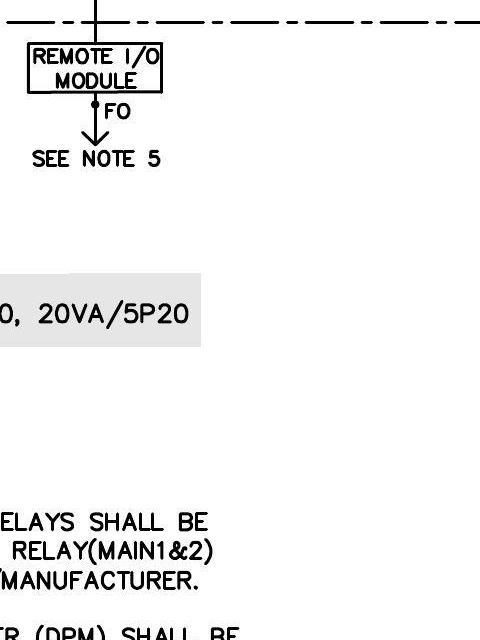 REMOTE I/O
MODULE
FO
SEE NOTE 5
0, 20VA/5P20
ELAYS SHALL BE
RELAY(MAIN1&2)
/MANUFACTURER.
TR (DPM) SHALL BE